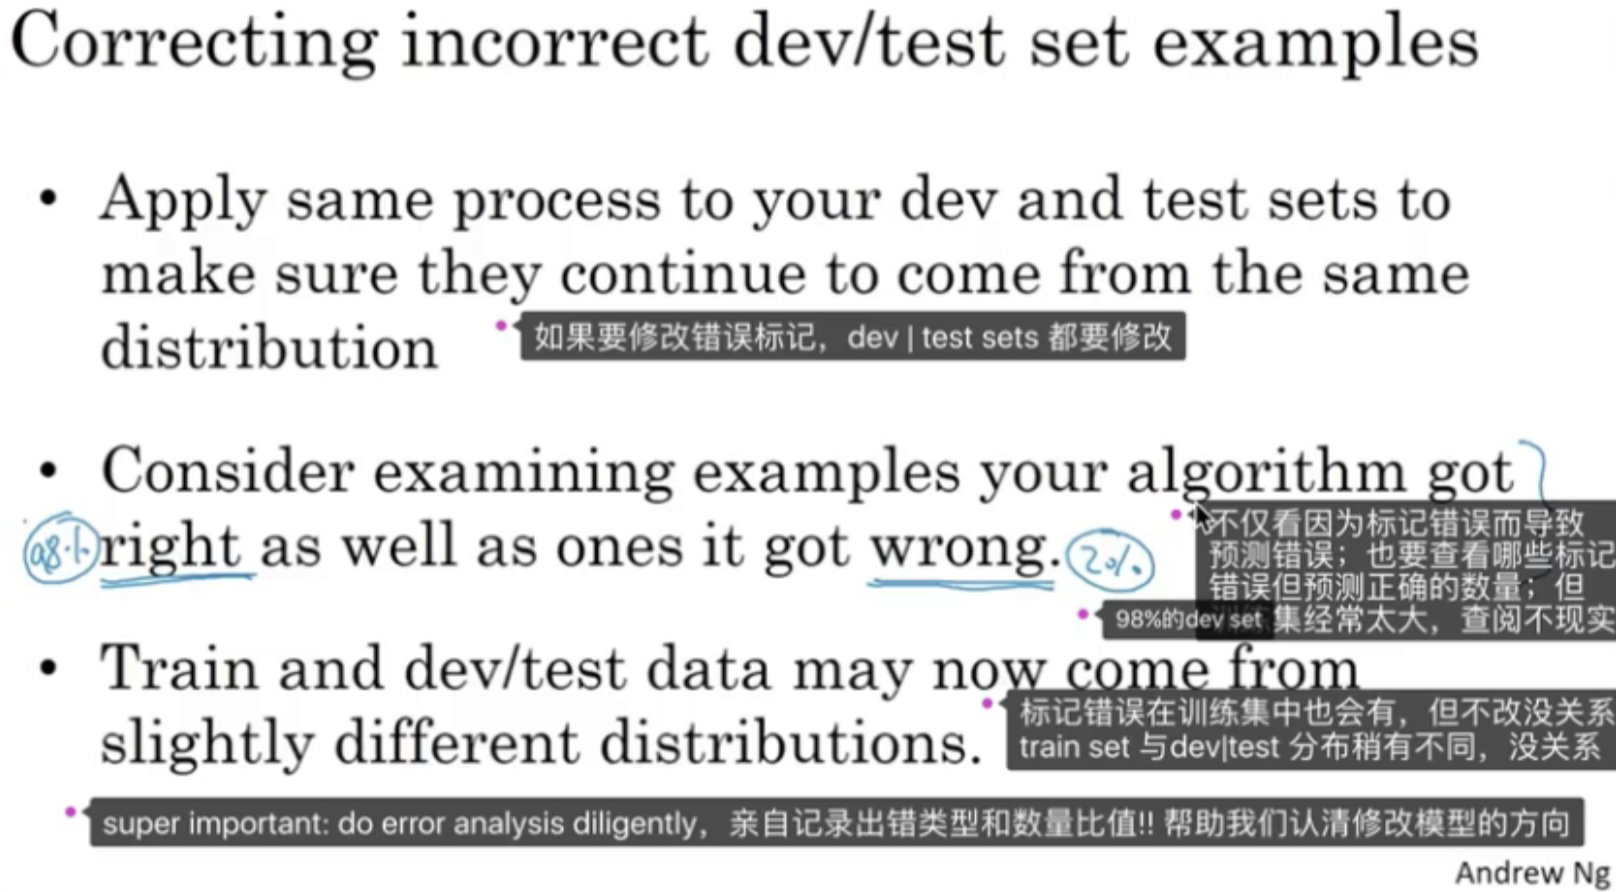 Correcting incorrect dev/test set examples
• Apply same process to your dev and test sets to
make sure they continue to come from the same
distribution
如果要修改错误标记，dev | test sets 都要修改
• Consider examining examples your algorithm got
98% right as well as ones it got wrong. 2%
不仅看因为标记错误而导致
预测错误；也要查看哪些标记
错误但预测正确的数量；但
集经常太大，查阅不现实
98%的dev set
• Train and dev/test data may now come from
slightly different distributions.
标记错误在训练集中也会有，但不改没关系
train set 与dev|test 分布稍有不同，没关系
super important: do error analysis diligently，亲自记录出错类型和数量比值!! 帮助我们认清修改模型的方向
Andrew Ng